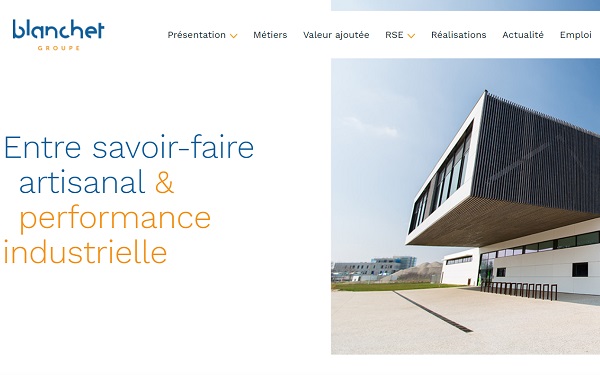 blanchet
GROUPE
Présentation Métiers Valeur ajoutée RSE Réalisations Actualité Emploi
Entre savoir-faire
artisanal &
performance
industrielle